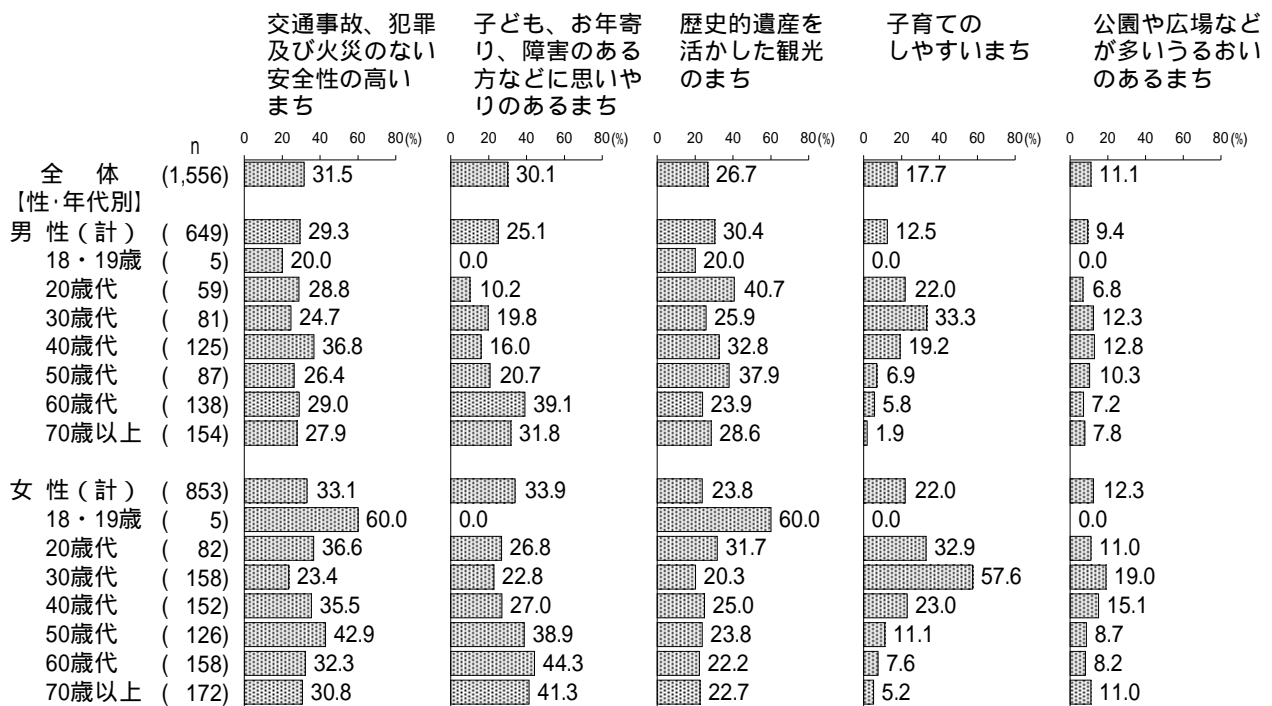 交通事故、犯罪
及び火災のない
安全性の高い
まち
子ども、お年寄
り、障害のある
方などに思いや
りのあるまち
歴史的遺産を
活かした観光
のまち
子育ての
しやすいまち
公園や広場など
が多いうるおい
のあるまち
n 0 20 40 60 80(%) 0 20 40 60 80(%) 0 20 40 60 80(%) 0 20 40 60 80(%) 0 20 40 60 80(%)
全 体 (1,556) 31.5 30.1 26.7 17.7 11.1
【性・年代別】
男 性(計) ( 649) 29.3 25.1 30.4 12.5 9.4
18・19歳 ( 5) 20.0 0.0 20.0 0.0 0.0
20歳代 ( 59) 28.8 10.2 40.7 22.0 6.8
30歳代 ( 81) 24.7 19.8 25.9 33.3 12.3
40歳代 ( 125) 36.8 16.0 32.8 19.2 12.8
50歳代 ( 87) 26.4 20.7 37.9 6.9 10.3
60歳代 ( 138) 29.0 39.1 23.9 5.8 7.2
70歳以上 ( 154) 27.9 31.8 28.6 1.9 7.8
女 性(計) ( 853) 33.1 33.9 23.8 22.0 12.3
18・19歳 ( 5) 60.0 0.0 60.0 0.0 0.0
20歳代 ( 82) 36.6 26.8 31.7 32.9 11.0
30歳代 ( 158) 23.4 22.8 20.3 57.6 19.0
40歳代 ( 152) 35.5 27.0 25.0 23.0 15.1
50歳代 ( 126) 42.9 38.9 23.8 11.1 8.7
60歳代 ( 158) 32.3 44.3 22.2 7.6 8.2
70歳以上 ( 172) 30.8 41.3 22.7 5.2 11.0